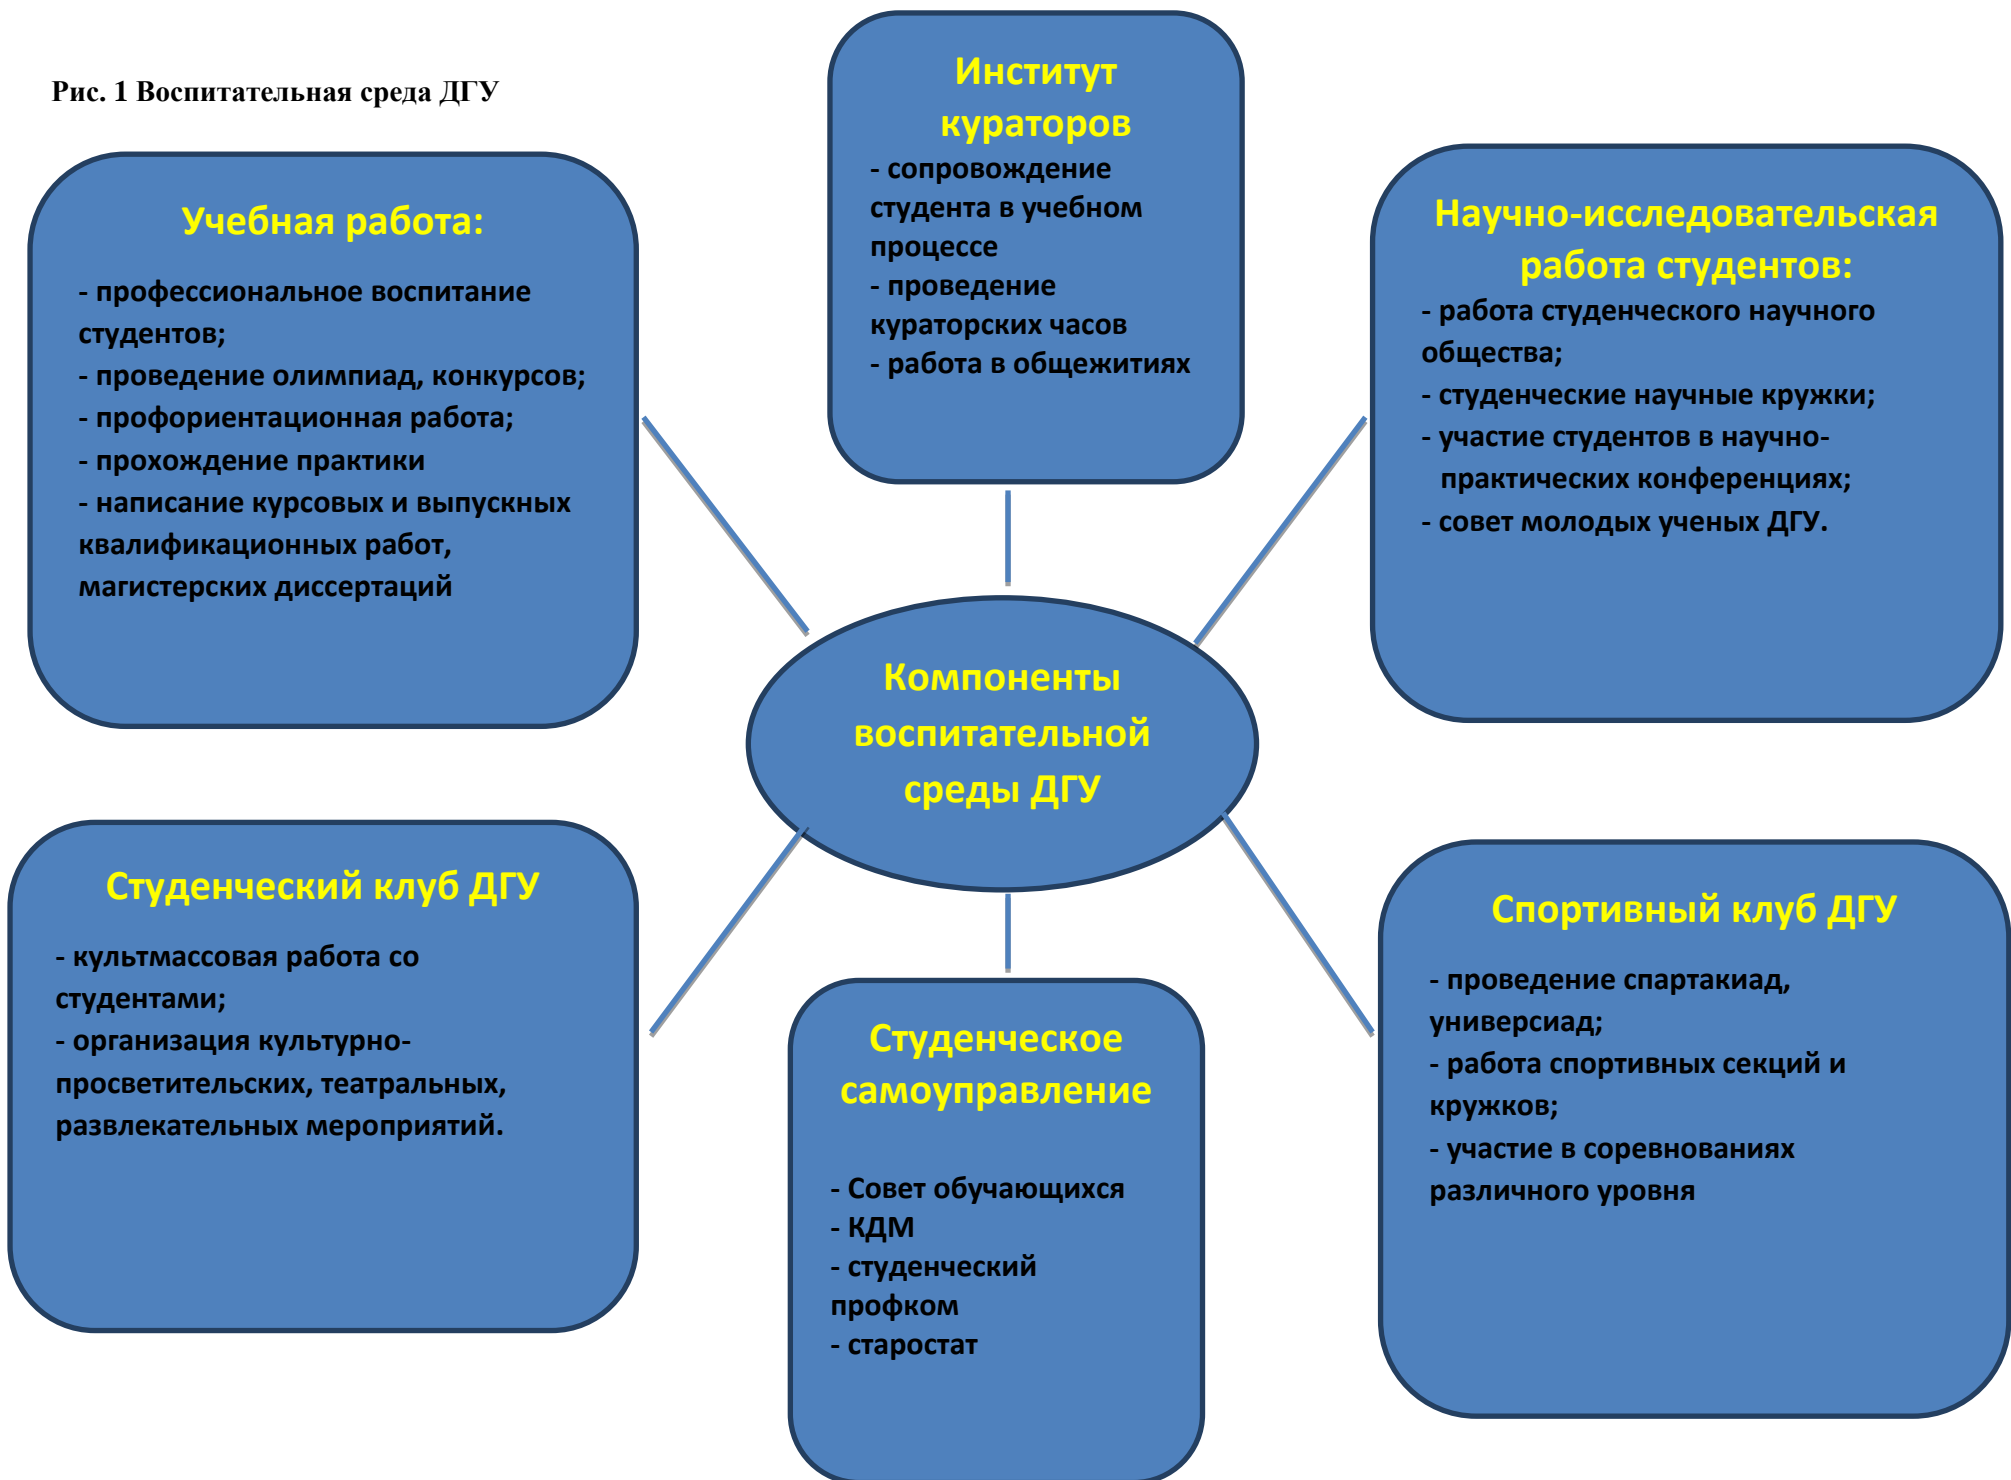 Рис. 1 Воспитательная среда ДГУ
Институт
кураторов
- сопровождение
студента в учебном
процессе
- проведение
кураторских часов
- работа в общежитиях
Учебная работа:
- профессиональное воспитание
студентов;
- проведение олимпиад, конкурсов;
- профориентационная работа;
- прохождение практики
- написание курсовых и выпускных
квалификационных работ,
магистерских диссертаций
Научно-исследовательская
работа студентов:
- работа студенческого научного
общества;
- студенческие научные кружки;
- участие студентов в научно-
практических конференциях;
- совет молодых ученых ДГУ.
Компоненты
воспитательной
среды ДГУ
Студенческий клуб ДГУ
- культмассовая работа со
студентами;
- организация культурно-
просветительских, театральных,
развлекательных мероприятий.
Студенческое
самоуправление
- Совет обучающихся
- КДМ
- студенческий
профком
- старостат
Спортивный клуб ДГУ
- проведение спартакиад,
универсиад;
- работа спортивных секций и
кружков;
- участие в соревнованиях
различного уровня